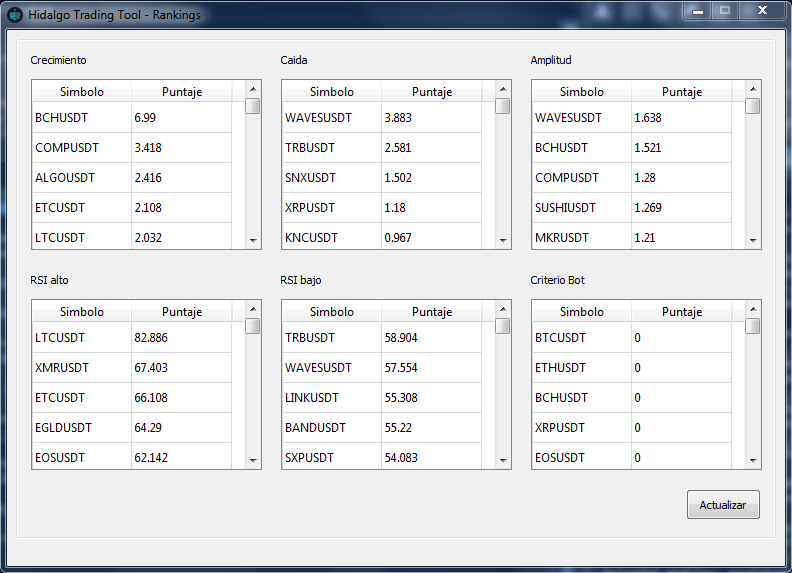 Hidalgo Trading Tool - Rankings
Crecimiento Caida Amplitud
Simbolo Puntaje Simbolo Puntaje Simbolo Puntaje
BCHUSDT 6.99 WAVESUSDT 3.883 WAVESUSDT 1.638
COMPUSDT 3.418 TRBUSDT 2.581 BCHUSDT 1.521
ALGOUSDT 2.416 SNXUSDT 1.502 COMPUSDT 1.28
ETCUSDT 2.108 XRPUSDT 1.18 SUSHIUSDT 1.269
LTCUSDT 2.032 KNCUSDT 0.967 MKRUSDT 1.21
RSI alto RSI bajo Criterio Bot
Simbolo Puntaje Simbolo Puntaje Simbolo Puntaje
LTCUSDT 82.886 TRBUSDT 58.904 BTCUSDT 0
XMRUSDT 67.403 WAVESUSDT 57.554 ETHUSDT 0
ETCUSDT 66.108 LINKUSDT 55.308 BCHUSDT 0
EGLDUSDT 64.29 BANDUSDT 55.22 XRPUSDT 0
EOSUSDT 62.142 SXPUSDT 54.083 EOSUSDT 0
Actualizar